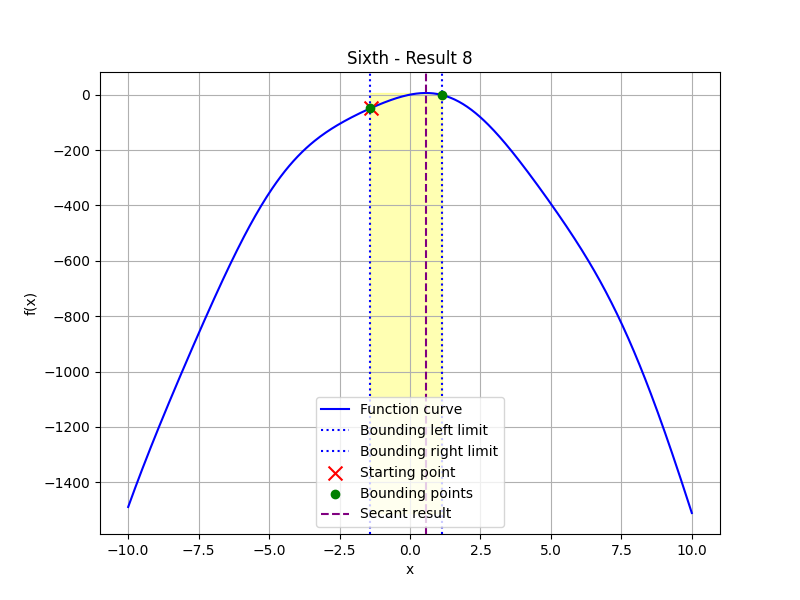 Sixth - Result 8
f(x)
0
−200
−400
−600
−800
−1000
−1200
−1400
Function curve
Bounding left limit
Bounding right limit
Starting point
Bounding points
Secant result
−10.0 −7.5 −5.0 −2.5 0.0 2.5 5.0 7.5 10.0
x